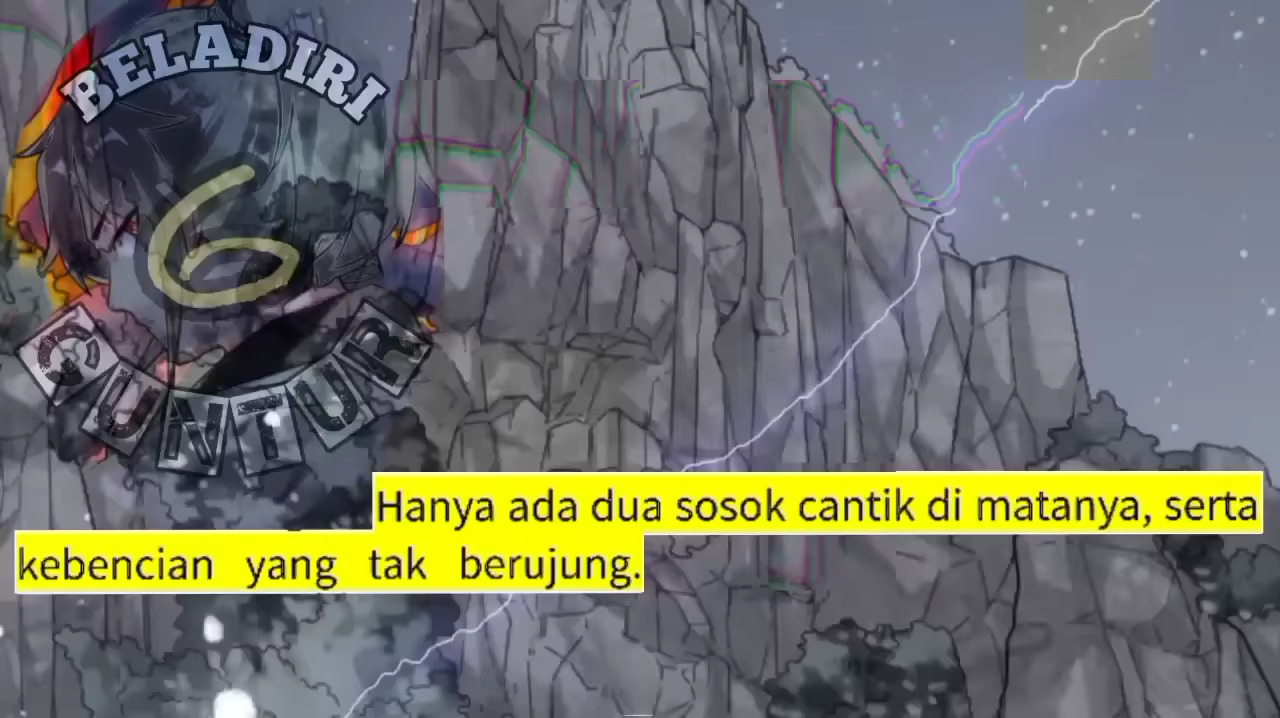 BELADIRI
6
GUNTUR
Hanya ada dua sosok cantik di matanya, serta
kebencian yang tak berujung.